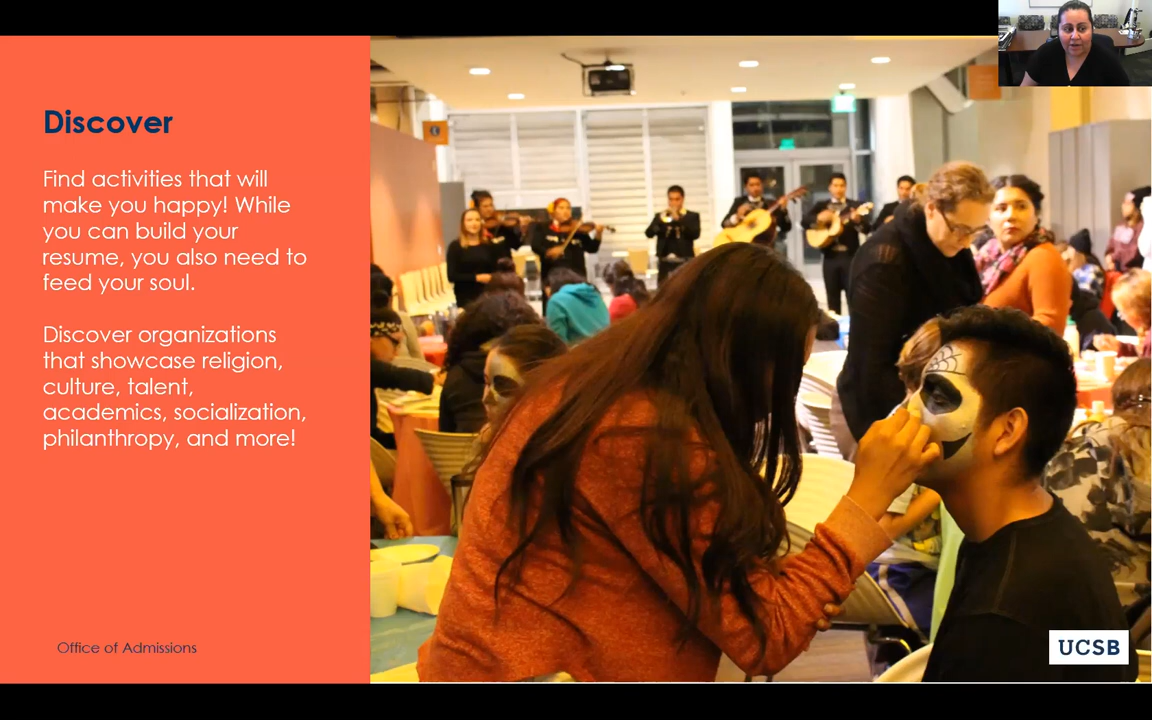 Discover
Find activities that will
make you happy! While
you can build your
resume, you also need to
feed your soul.
Discover organizations
that showcase religion,
culture, talent,
academics, socialization,
philanthropy, and more!
Office of Admissions
UCSB